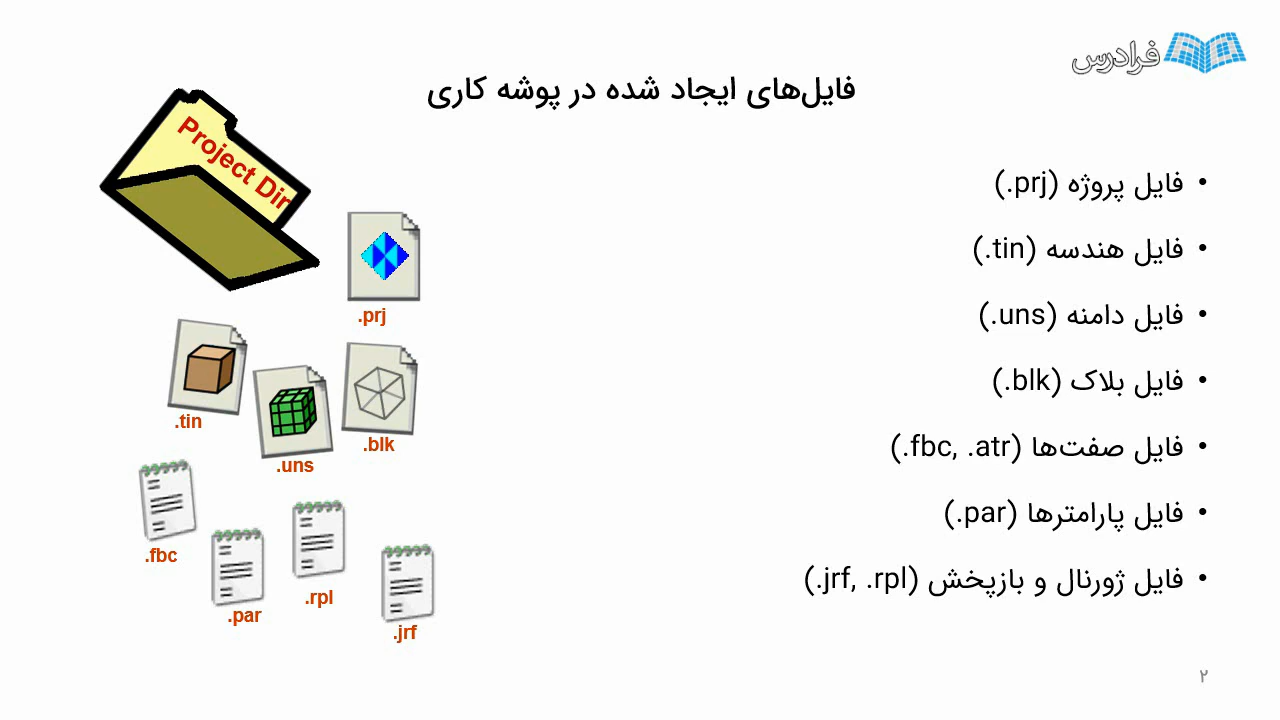 فرادرس
فایل‌های ایجاد شده در پوشه کاری
• فایل پروژه (.prj)
• فایل هندسه (.tin)
• فایل دامنه (.uns)
• فایل بلاک (.blk)
• فایل صفت‌ها (.fbc, .atr)
• فایل پارامترها (.par)
• فایل ژورنال و بازپخش (.jrf, .rpl)
Project Dir
.prj
.tin
.uns
.blk
.fbc
.par
.rpl
.jrf
۲